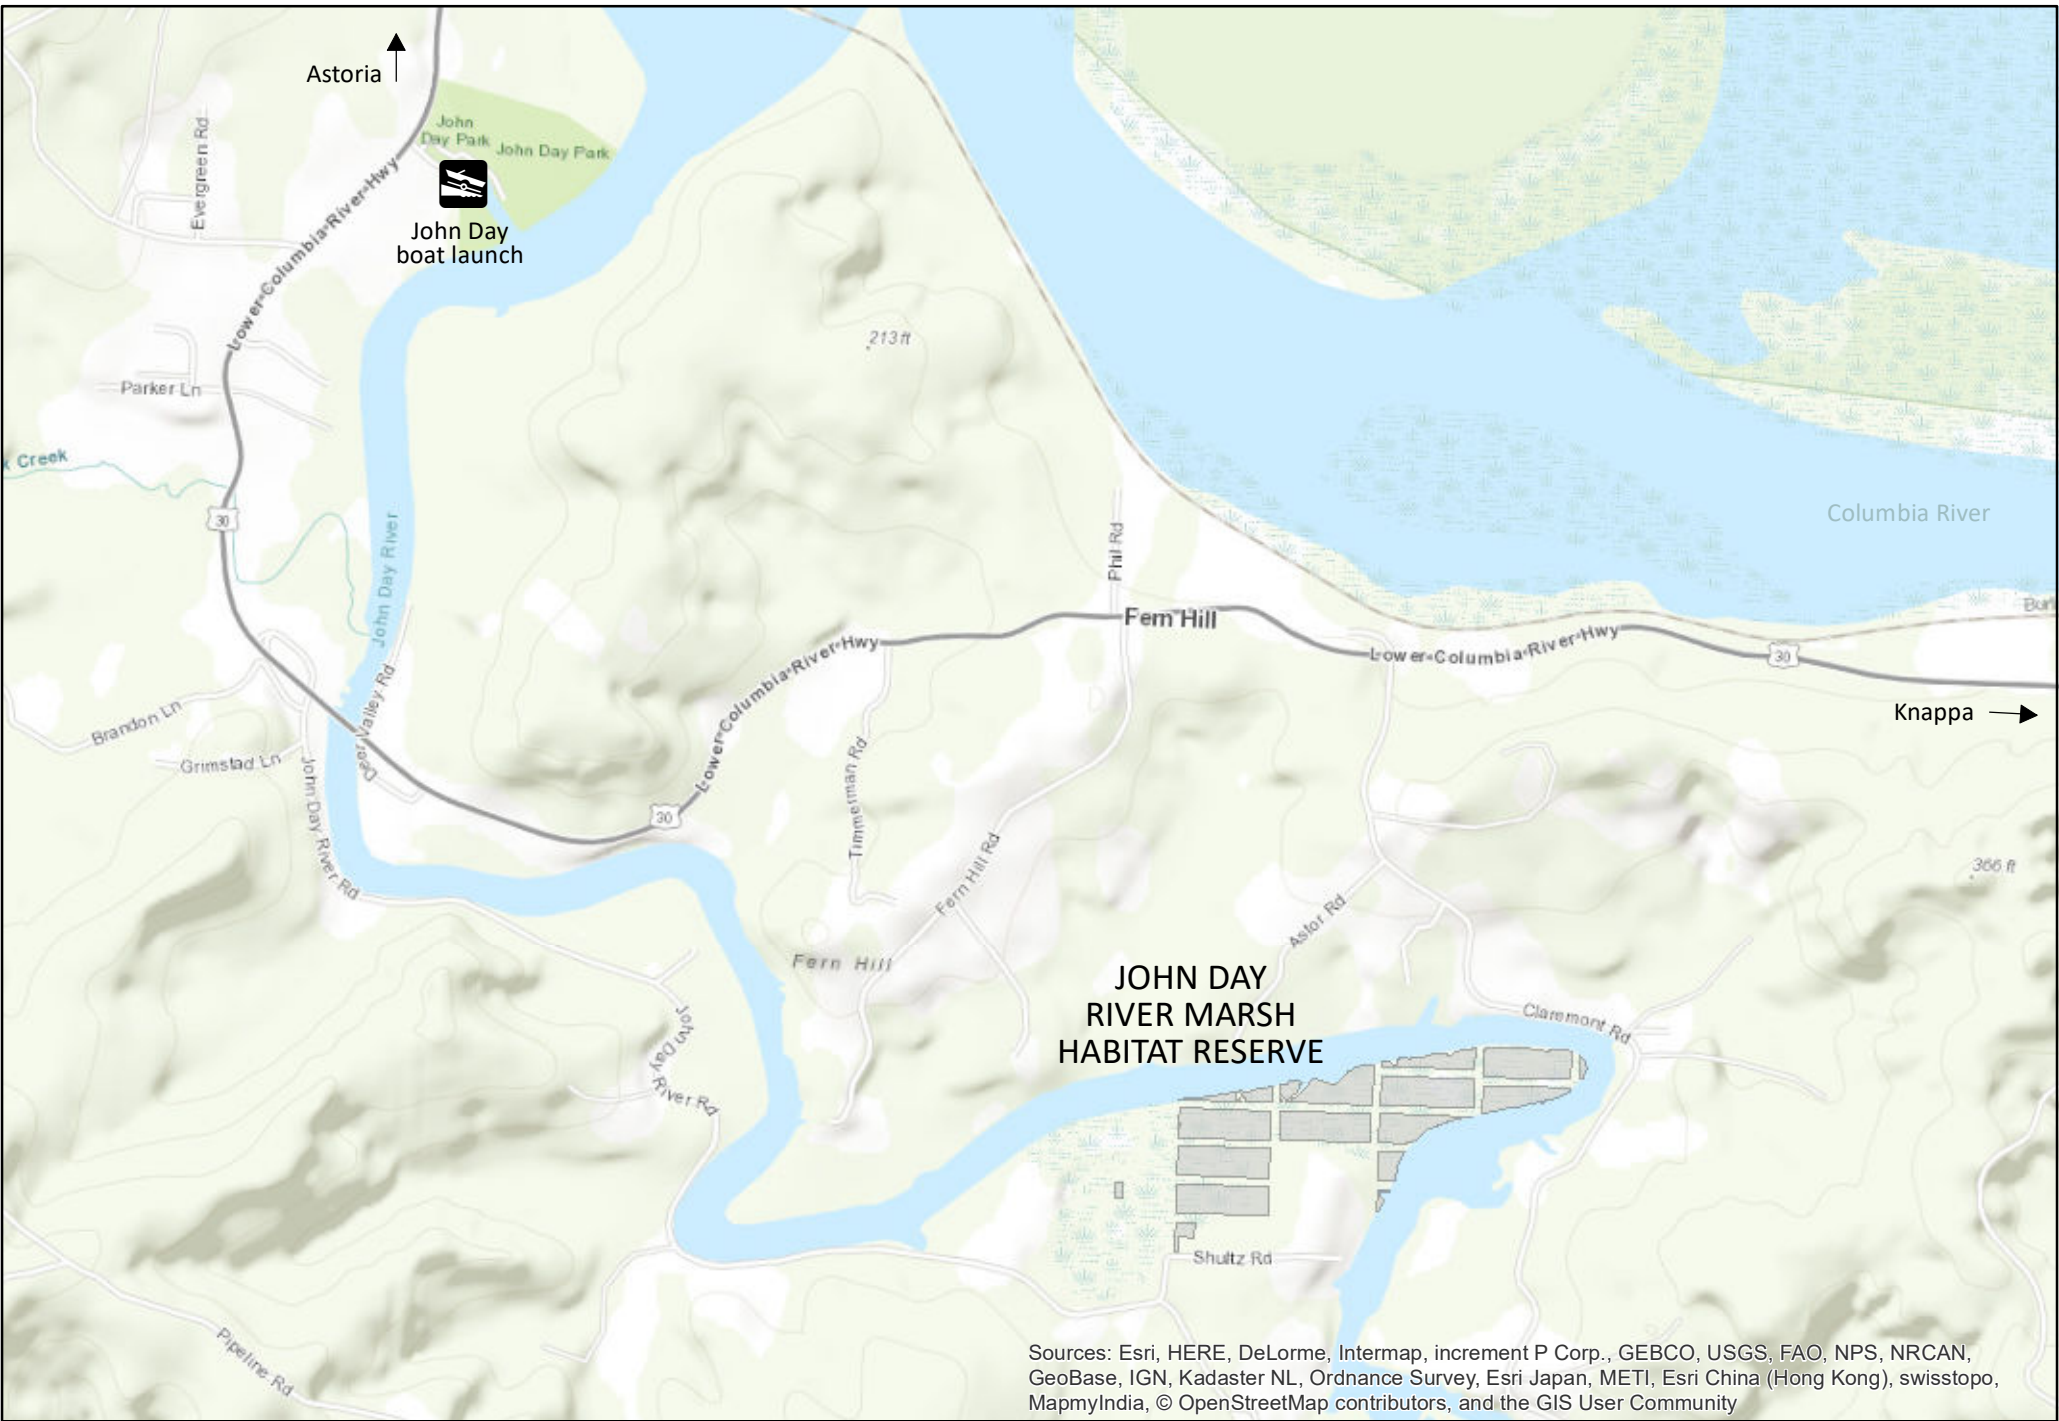 Astoria
John
Day Park
John Day Park
Evergreen Rd
Lower-Columbia-River-Hwy
John Day
boat launch
213 ft
Parker Ln
Creek
30
Columbia River
John Day River
Phil Rd
Fern Hill
Lower-Columbia-River-Hwy
Lower-Columbia-River-Hwy
30
Deer Valley Rd
Brandon Ln
Knappa
Grimstad Ln
John Day River Rd
Timmerman Rd
30
Fern Hill Rd
366 ft
Astor Rd
Fern Hill
JOHN DAY
RIVER MARSH
HABITAT RESERVE
Claremont Rd
John Day River Rd
Shultz Rd
Pipeline Rd
Sources: Esri, HERE, DeLorme, Intermap, increment P Corp., GEBCO, USGS, FAO, NPS, NRCAN,
GeoBase, IGN, Kadaster NL, Ordnance Survey, Esri Japan, METI, Esri China (Hong Kong), swisstopo,
MapmyIndia, © OpenStreetMap contributors, and the GIS User Community